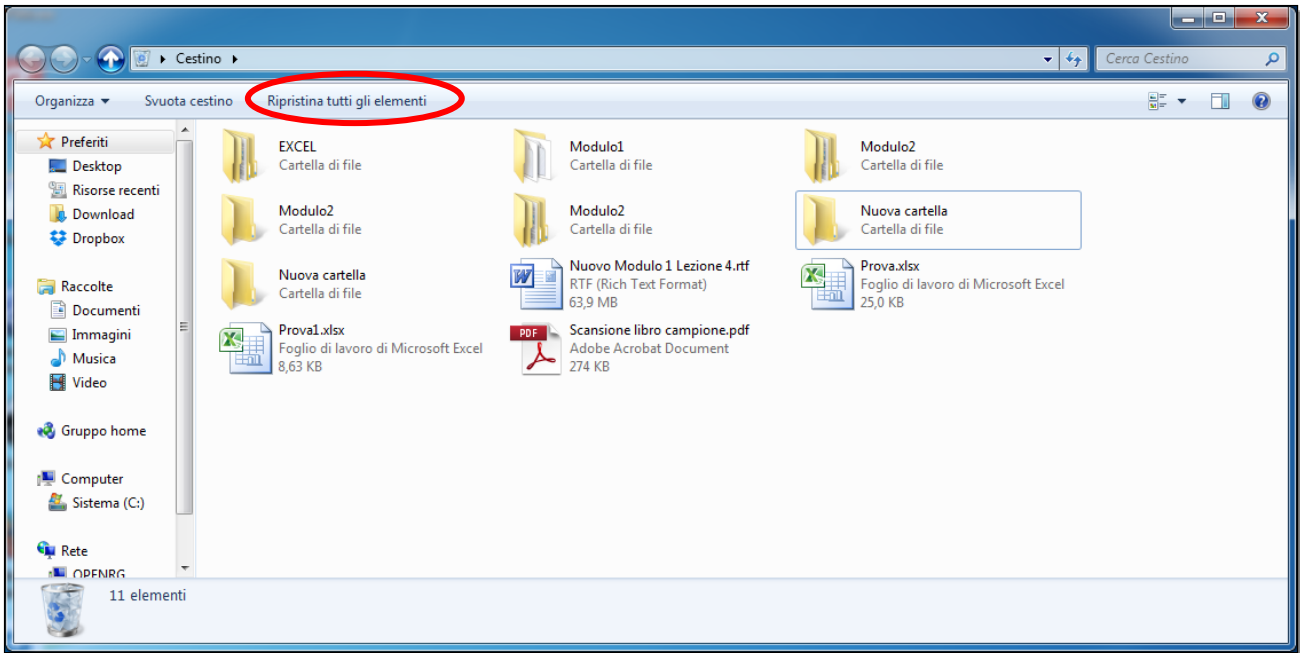 Cestino
Cerca Cestino
Organizza
Svuota cestino
Ripristina tutti gli elementi
Preferiti
Desktop
Risorse recenti
Download
Dropbox
Raccolte
Documenti
Immagini
Musica
Video
Gruppo home
Computer
Sistema (C:)
Rete
OPENRG
EXCEL
Cartella di file
Modulo1
Cartella di file
Modulo2
Cartella di file
Modulo2
Cartella di file
Modulo2
Cartella di file
Nuova cartella
Cartella di file
Nuova cartella
Cartella di file
Nuovo Modulo 1 Lezione 4.rtf
RTF (Rich Text Format)
63,9 MB
Prova.xlsx
Foglio di lavoro di Microsoft Excel
25,0 KB
Prova1.xlsx
Foglio di lavoro di Microsoft Excel
8,63 KB
PDF
Scansione libro campione.pdf
Adobe Acrobat Document
274 KB
11 elementi